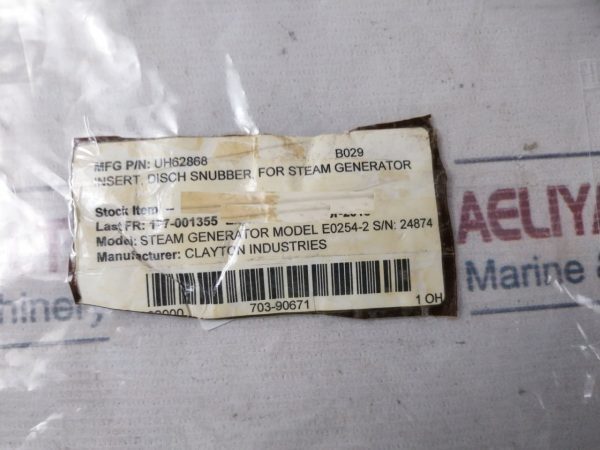 MFG P/N: UH62868 B029
INSERT, DISCH SNUBBER, FOR STEAM GENERATOR
Stock Item
Last FR: 001355
Model: STEAM GENERATOR MODEL E0254-2 S/N: 24874
Manufacturer: CLAYTON INDUSTRIES
703-90671 1 OH
AELIYA
Marine &